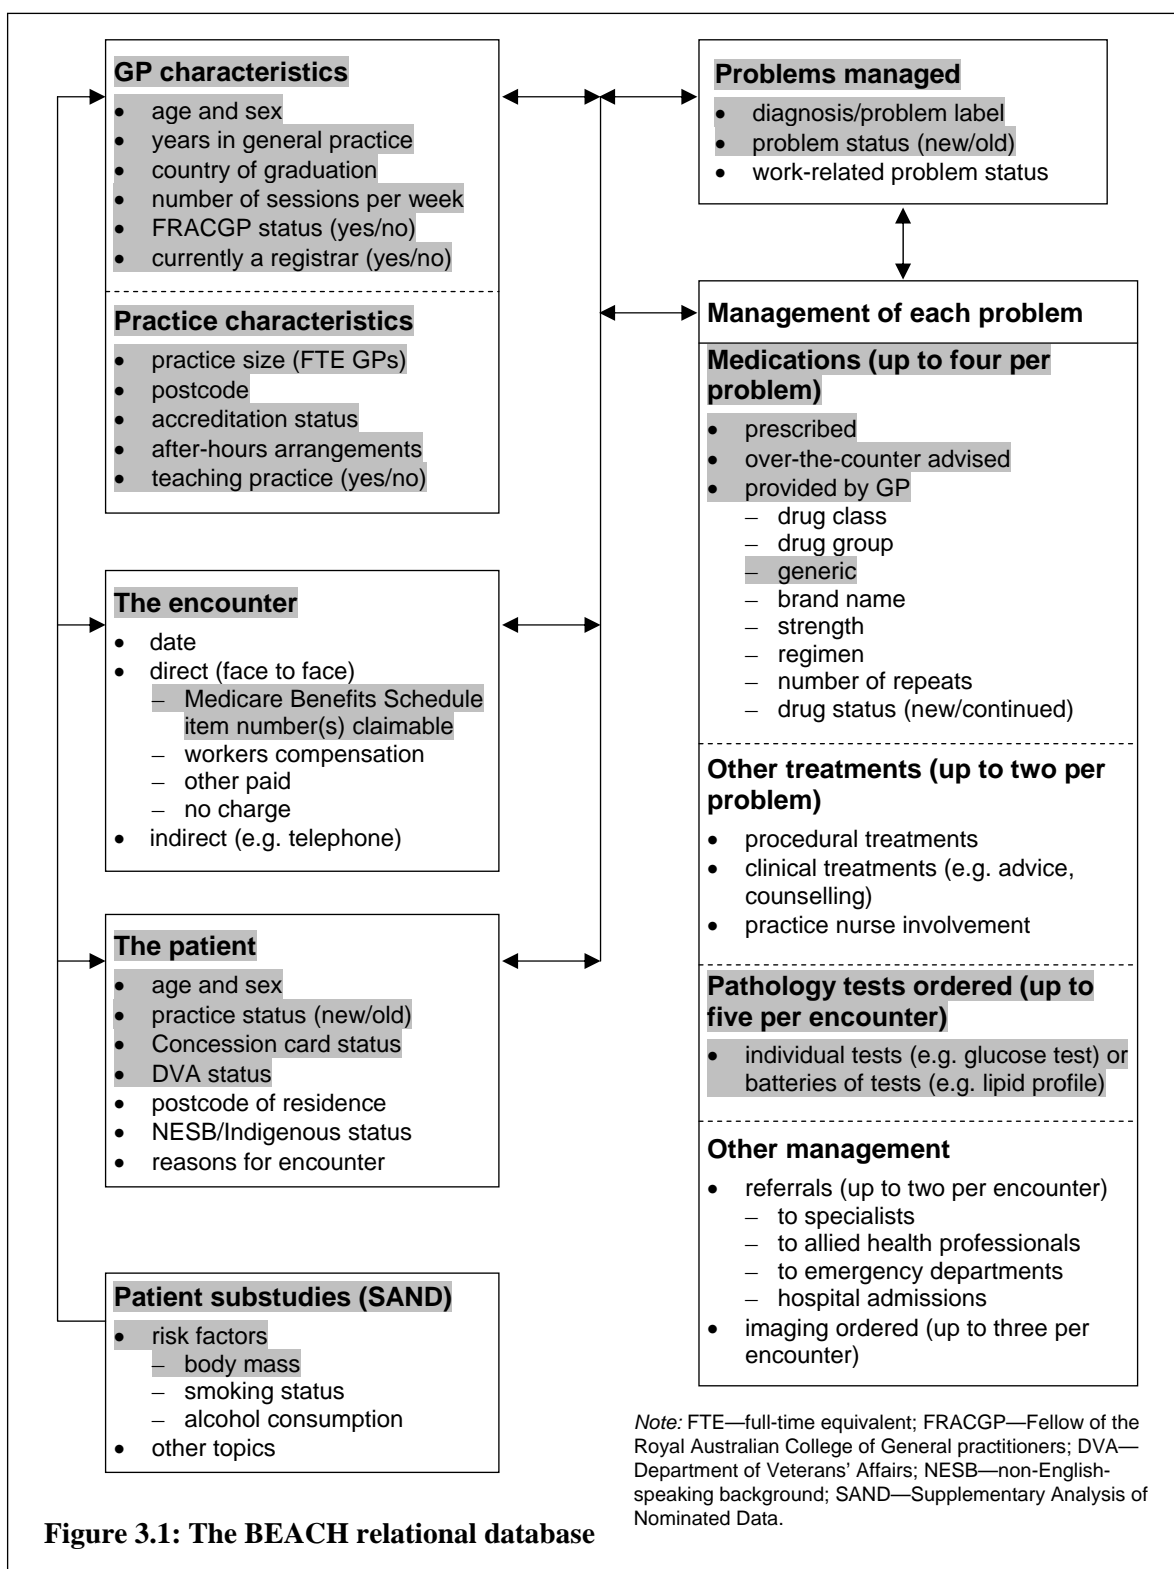 GP characteristics
• age and sex
• years in general practice
• country of graduation
• number of sessions per week
• FRACGP status (yes/no)
• currently a registrar (yes/no)
Practice characteristics
• practice size (FTE GPs)
• postcode
• accreditation status
• after-hours arrangements
• teaching practice (yes/no)
The encounter
• date
• direct (face to face)
– Medicare Benefits Schedule
item number(s) claimable
– workers compensation
– other paid
– no charge
• indirect (e.g. telephone)
The patient
• age and sex
• practice status (new/old)
• Concession card status
• DVA status
• postcode of residence
• NESB/Indigenous status
• reasons for encounter
Patient substudies (SAND)
• risk factors
– body mass
– smoking status
– alcohol consumption
• other topics
Problems managed
• diagnosis/problem label
• problem status (new/old)
• work-related problem status
Management of each problem
Medications (up to four per
problem)
• prescribed
• over-the-counter advised
• provided by GP
– drug class
– drug group
– generic
– brand name
– strength
– regimen
– number of repeats
– drug status (new/continued)
Other treatments (up to two per
problem)
• procedural treatments
• clinical treatments (e.g. advice,
counselling)
• practice nurse involvement
Pathology tests ordered (up to
five per encounter)
• individual tests (e.g. glucose test) or
batteries of tests (e.g. lipid profile)
Other management
• referrals (up to two per encounter)
– to specialists
– to allied health professionals
– to emergency departments
– hospital admissions
• imaging ordered (up to three per
encounter)
Note: FTE—full-time equivalent; FRACGP—Fellow of the
Royal Australian College of General practitioners; DVA—
Department of Veterans’ Affairs; NESB—non-English-
speaking background; SAND—Supplementary Analysis of
Nominated Data.
Figure 3.1: The BEACH relational database